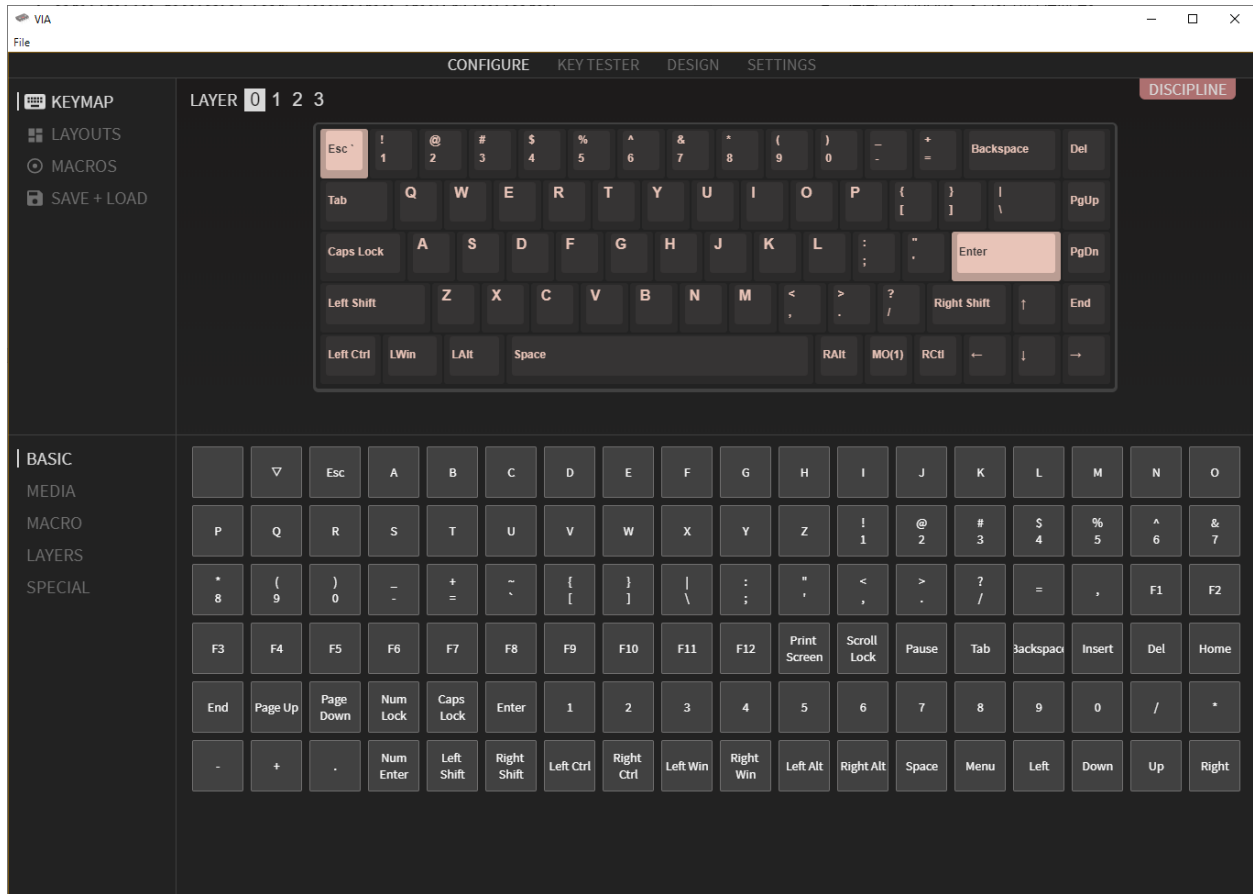 VIA
File
CONFIGURE KEY TESTER DESIGN SETTINGS
KEYMAP
LAYOUTS
MACROS
SAVE + LOAD
LAYER 0 1 2 3
DISCIPLINE
Esc ` ! 1 @ 2 # 3 $ 4 % 5 ^ 6 & 7 * 8 ( 9 ) 0 _ - + = Backspace Del
Tab Q W E R T Y U I O P { [ } ] | \ PgUp
Caps Lock A S D F G H J K L : ; " ' Enter PgDn
Left Shift Z X C V B N M < , > . ? / Right Shift ↑ End
Left Ctrl LWin LAlt Space RAlt MO(1) RCtl ← ↓ →
BASIC
MEDIA
MACRO
LAYERS
SPECIAL
▽ Esc A B C D E F G H I J K L M N O
P Q R S T U V W X Y Z ! 1 @ 2 # 3 $ 4 % 5 ^ 6 & 7
* 8 ( 9 ) 0 _ - + = ~ ` { [ } ] | \ : ; " ' < , > . ? / = , F1 F2
F3 F4 F5 F6 F7 F8 F9 F10 F11 F12 Print Screen Scroll Lock Pause Tab Backspace Insert Del Home
End Page Up Page Down Num Lock Caps Lock Enter 1 2 3 4 5 6 7 8 9 0 / *
- + . Num Enter Left Shift Right Shift Left Ctrl Right Ctrl Left Win Right Win Left Alt Right Alt Space Menu Left Down Up Right